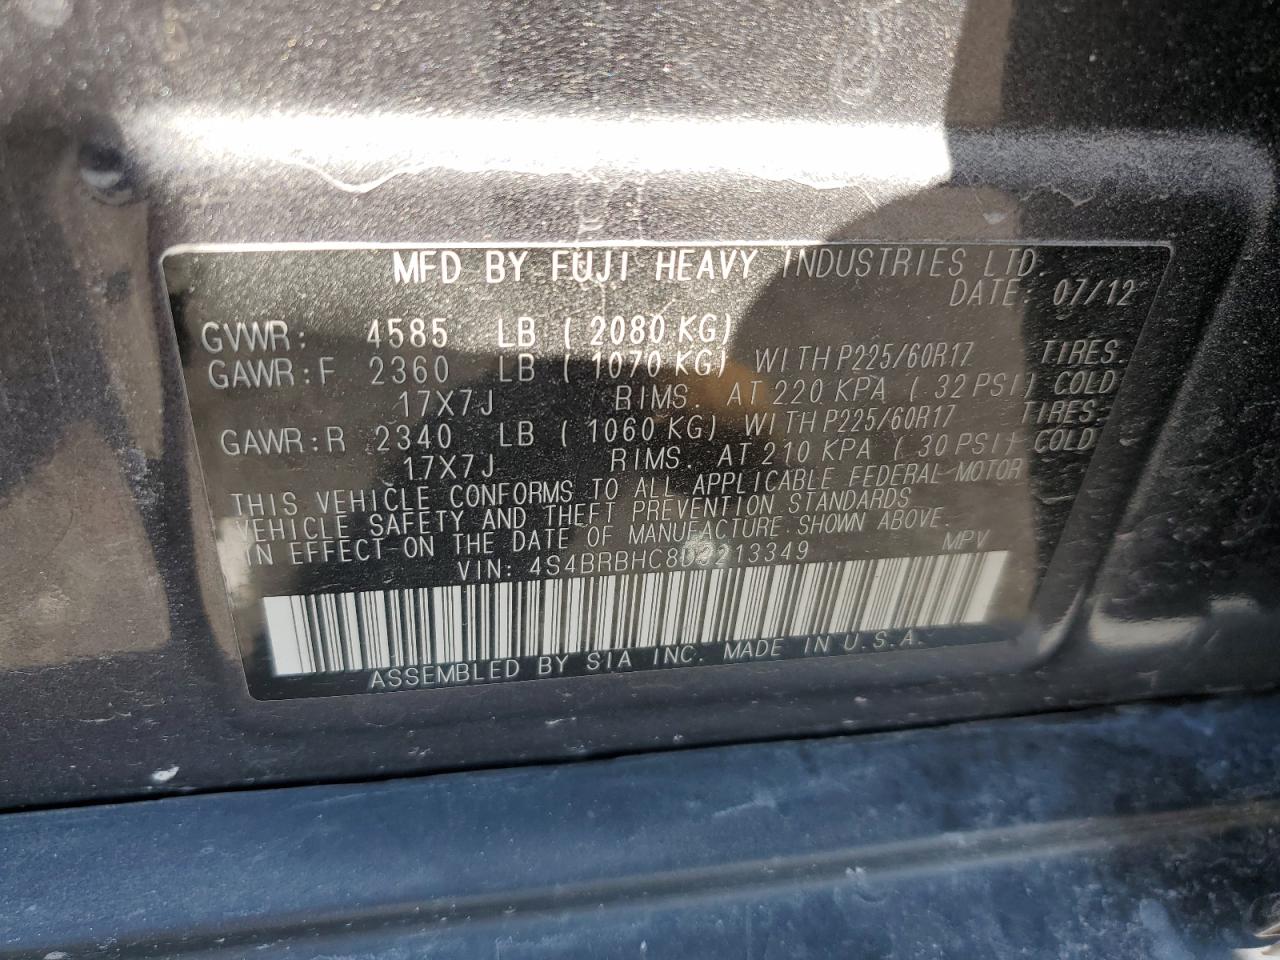 MFD BY FUJI HEAVY INDUSTRIES LTD.
DATE: 07/12
GVWR: 4585 LB ( 2080 KG)
GAWR: F 2360 LB ( 1070 KG) WITH P225/60R17 TIRES.
17X7J RIMS. AT 220 KPA ( 32 PSI) COLD
GAWR: R 2340 LB ( 1060 KG) WITH P225/60R17 TIRES.
17X7J RIMS. AT 210 KPA ( 30 PSI) COLD
THIS VEHICLE CONFORMS TO ALL APPLICABLE FEDERAL MOTOR
VEHICLE SAFETY AND THEFT PREVENTION STANDARDS
IN EFFECT ON THE DATE OF MANUFACTURE SHOWN ABOVE.
VIN: 4S4BRBHC8D3213349 MPV
ASSEMBLED BY SIA INC. MADE IN U.S.A.